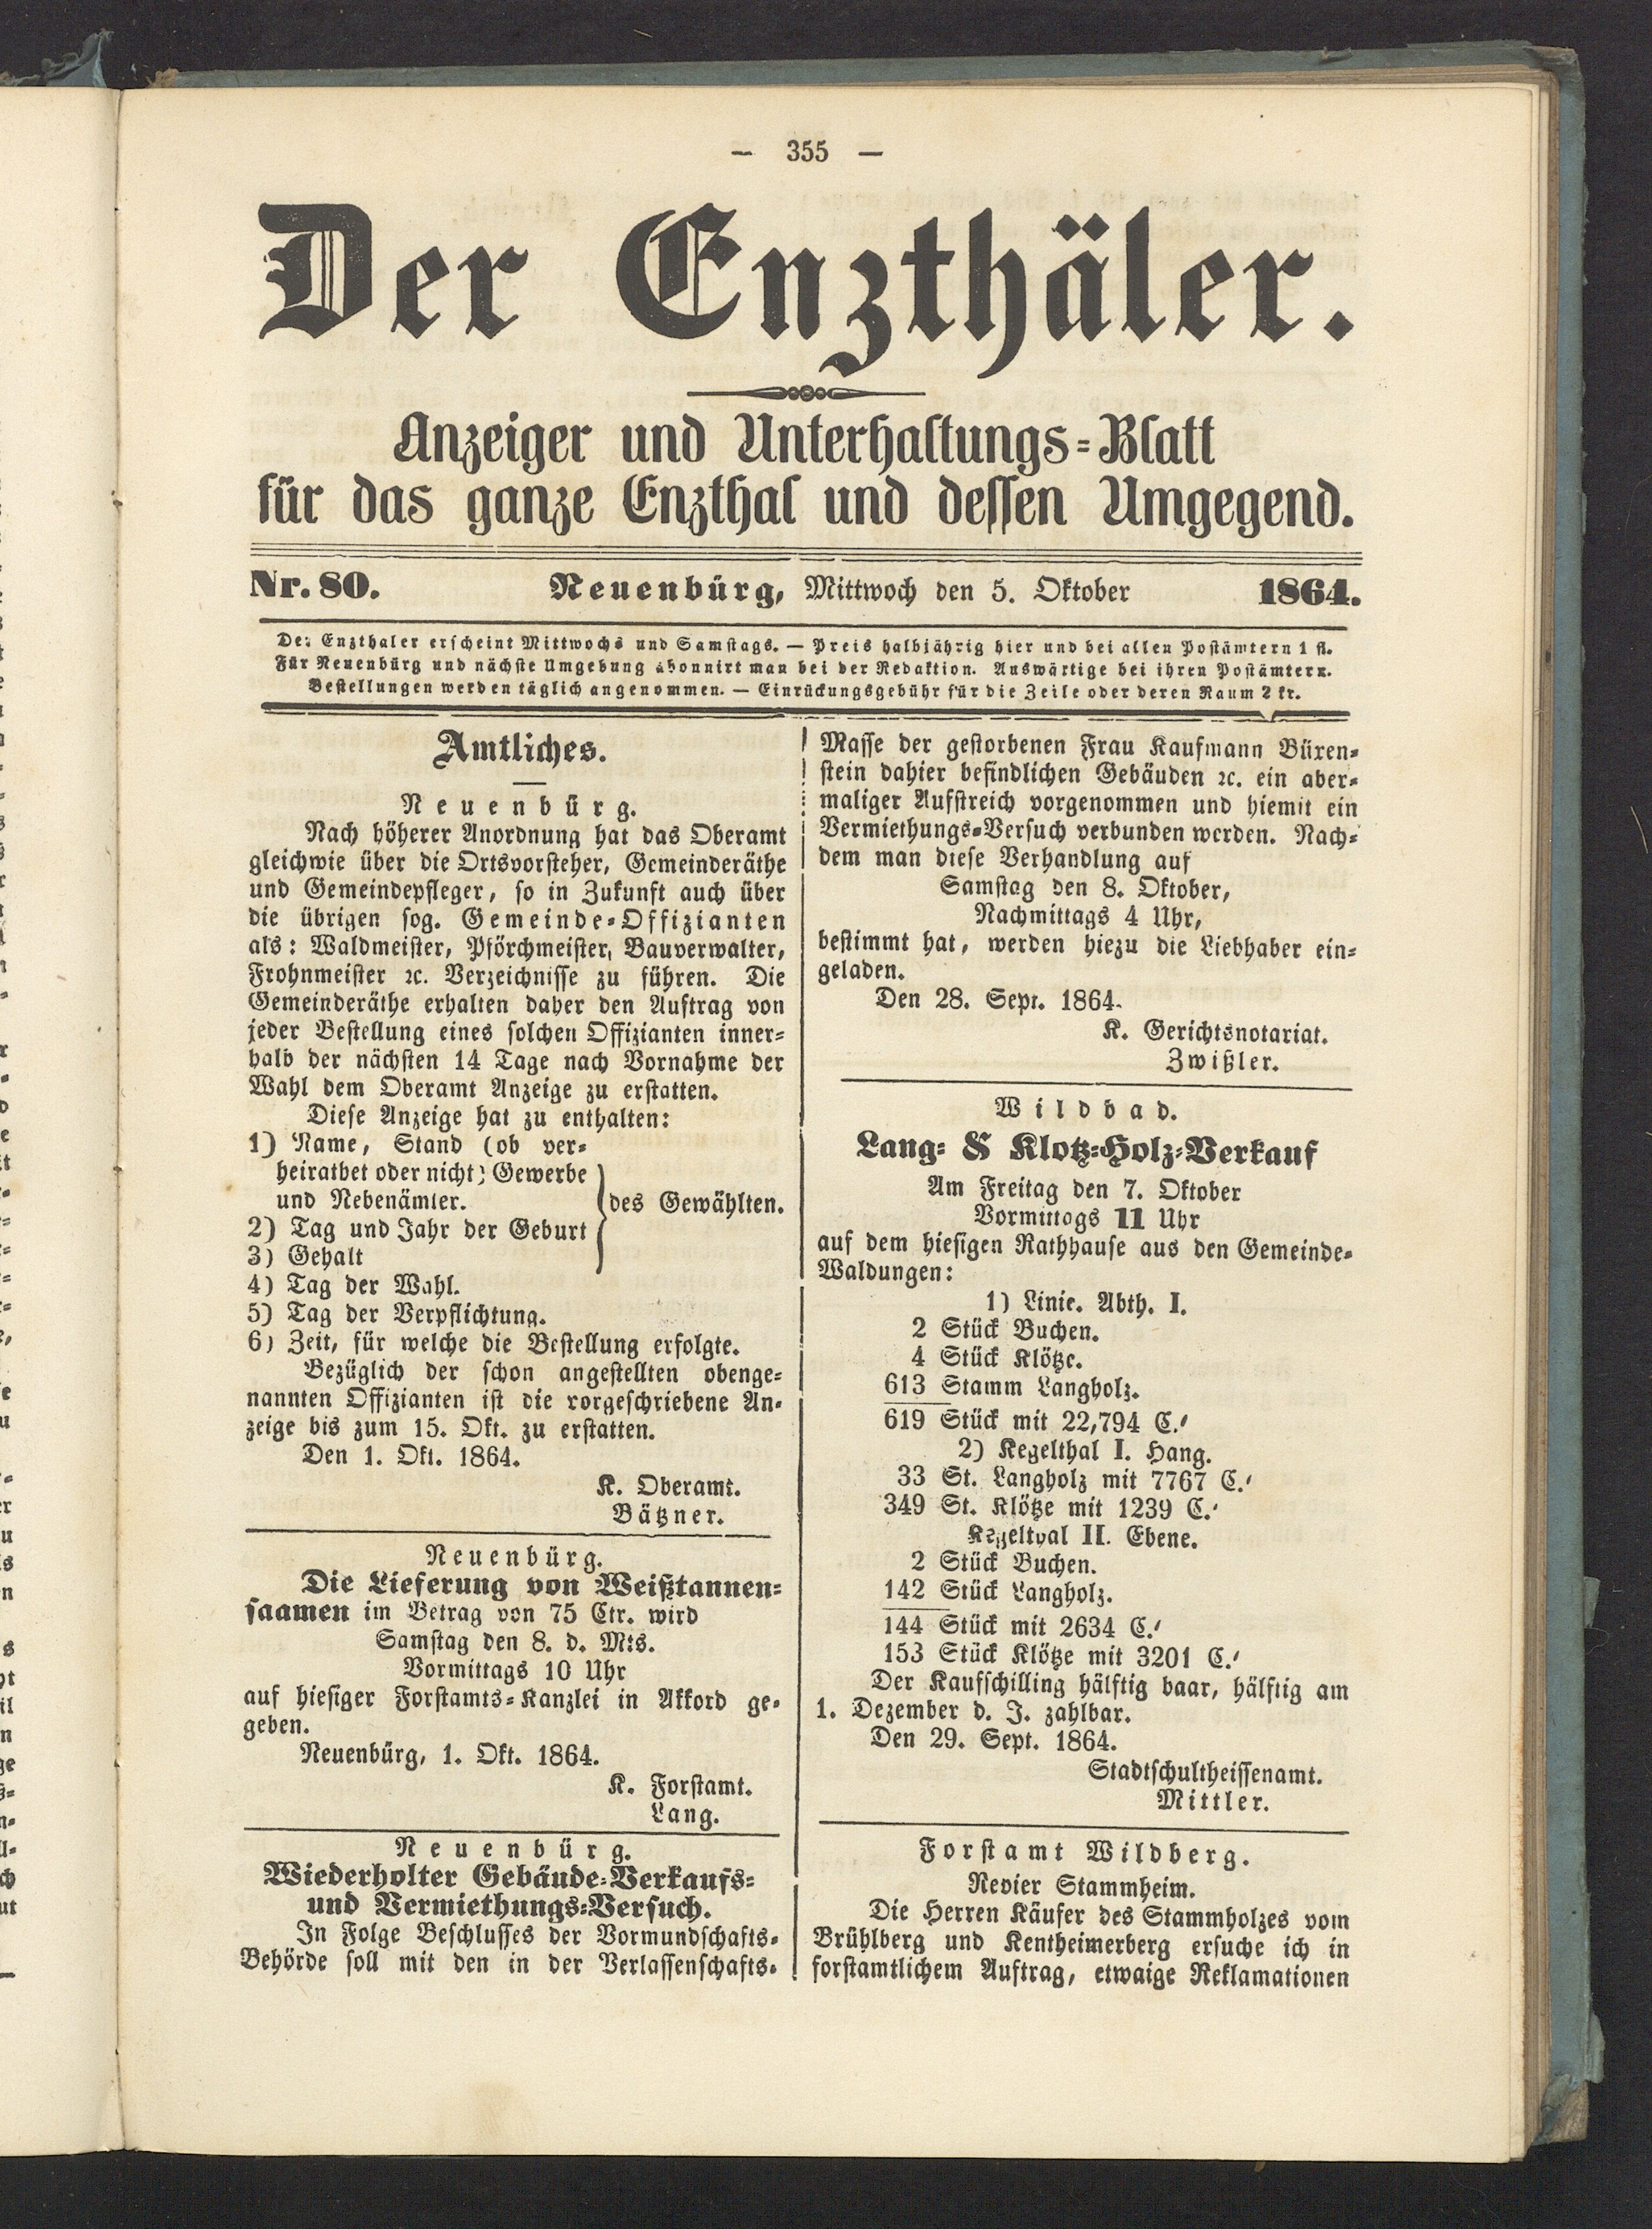 — 355 —
Der Enzthäler.
Anzeiger und Unterhaltungs-Blatt
für das ganze Enzthal und dessen Umgegend.
Nr. 80. Neuenbürg, Mittwoch den 5. Oktober 1864.
Der Enzthaler erscheint Mittwochs und Samstags. — Preis halbjährig hier und bei allen Postämtern 1 fl.
Für Neuenbürg und nächste Umgebung abonnirt man bei der Redaktion. Auswärtige bei ihren Postämtern.
Bestellungen werden täglich angenommen. — Einrückungsgebühr für die Zeile oder deren Raum 2 kr.
Amtliches.
Neuenbürg.
Nach höherer Anordnung hat das Oberamt
gleichwie über die Ortsvorsteher, Gemeinderäthe
und Gemeindepfleger, so in Zukunft auch über
die übrigen sog. Gemeinde-Offizianten
als: Waldmeister, Pförchmeister, Bauverwalter,
Frohnmeister ꝛc. Verzeichnisse zu führen. Die
Gemeinderäthe erhalten daher den Auftrag von
jeder Bestellung eines solchen Offizianten inner-
halb der nächsten 14 Tage nach Vornahme der
Wahl dem Oberamt Anzeige zu erstatten.
Diese Anzeige hat zu enthalten:
1) Name, Stand (ob ver-
heirathet oder nicht) Gewerbe
und Nebenämter.
des Gewählten.
2) Tag und Jahr der Geburt
3) Gehalt
4) Tag der Wahl.
5) Tag der Verpflichtung.
6) Zeit, für welche die Bestellung erfolgte.
Bezüglich der schon angestellten obenge-
nannten Offizianten ist die vorgeschriebene An-
zeige bis zum 15. Okt. zu erstatten.
Den 1. Okt. 1864.
K. Oberamt.
Bätzner.
Neuenbürg.
Die Lieferung von Weißtannen-
saamen im Betrag von 75 Ctr. wird
Samstag den 8. d. Mts.
Vormittags 10 Uhr
auf hiesiger Forstamts-Kanzlei in Akkord ge-
geben.
Neuenbürg, 1. Okt. 1864.
K. Forstamt.
Lang.
Neuenbürg.
Wiederholter Gebäude-Verkaufs-
und Vermiethungs-Versuch.
In Folge Beschlusses der Vormundschafts-
Behörde soll mit den in der Verlassenschafts-
Masse der gestorbenen Frau Kaufmann Büxen-
stein dahier befindlichen Gebäuden ꝛc. ein aber-
maliger Aufstreich vorgenommen und hiemit ein
Vermiethungs-Versuch verbunden werden. Nach-
dem man diese Verhandlung auf
Samstag den 8. Oktober,
Nachmittags 4 Uhr,
bestimmt hat, werden hiezu die Liebhaber ein-
geladen.
Den 28. Sept. 1864.
K. Gerichtsnotariat.
Zwißler.
Wildbad.
Lang- & Klotz-Holz-Verkauf
Am Freitag den 7. Oktober
Vormittags 11 Uhr
auf dem hiesigen Rathhause aus den Gemeinde-
Waldungen:
1) Linie. Abth. I.
2 Stück Buchen.
4 Stück Klötze.
613 Stamm Langholz.
619 Stück mit 22,794 C.'
2) Kegelthal I. Hang.
33 St. Langholz mit 7767 C.'
349 St. Klötze mit 1239 C.'
Kegelthal II. Ebene.
2 Stück Buchen.
142 Stück Langholz.
144 Stück mit 2634 C.'
153 Stück Klötze mit 3201 C.'
Der Kaufschilling hälftig baar, hälftig am
1. Dezember d. J. zahlbar.
Den 29. Sept. 1864.
Stadtschultheissenamt.
Mittler.
Forstamt Wildberg.
Revier Stammheim.
Die Herren Käufer des Stammholzes vom
Brühlberg und Kentheimerberg ersuche ich in
forstamtlichem Auftrag, etwaige Reklamationen